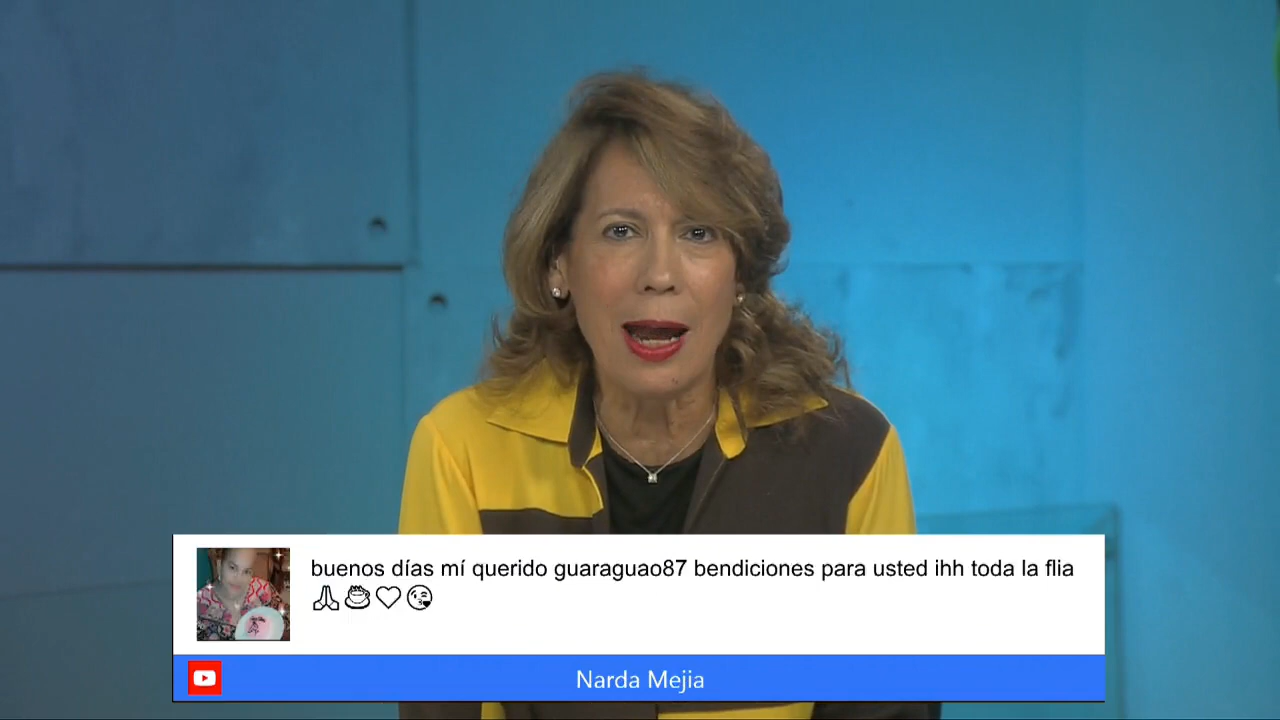 buenos días mí querido guaraguao87 bendiciones para usted ihh toda la flia
🙏☕♡😘
Narda Mejia